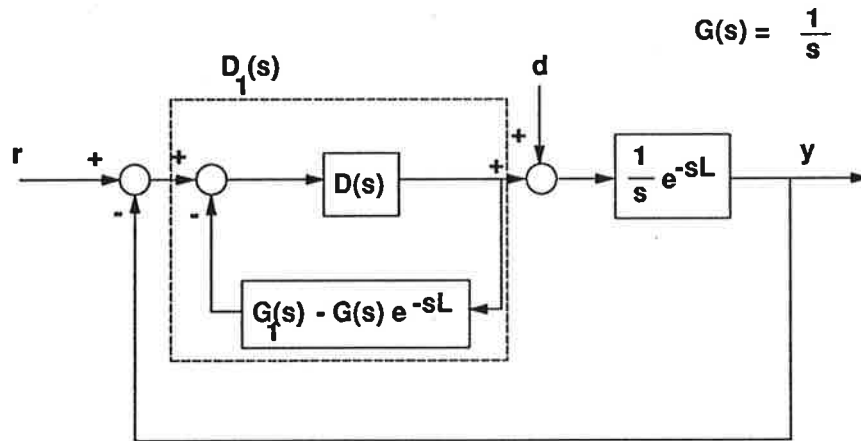 G(s) = 1/s
D1(s)
d
r
+
+
+
+
y
D(s)
1/s e^-sL
-
-
G1(s) - G(s) e^-sL